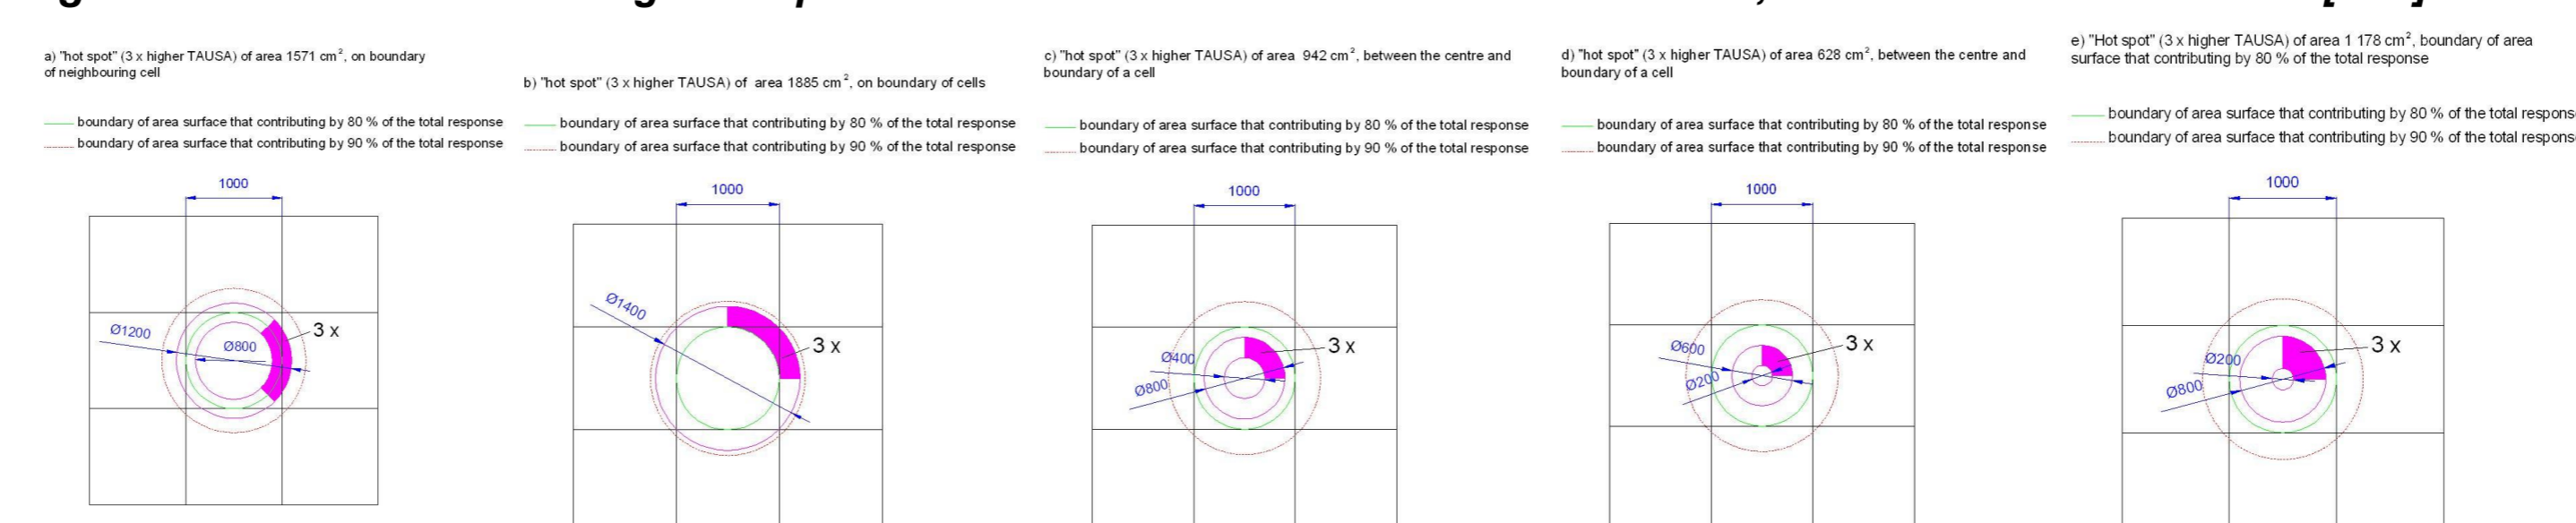 a) "hot spot" (3 x higher TAUSA) of area 1571 cm², on boundary
of neighbouring cell
boundary of area surface that contributing by 80 % of the total response
boundary of area surface that contributing by 90 % of the total response
1000
Ø1200
Ø800
3 x
b) "hot spot" (3 x higher TAUSA) of area 1885 cm², on boundary of cells
boundary of area surface that contributing by 80 % of the total response
boundary of area surface that contributing by 90 % of the total response
1000
Ø1400
3 x
c) "hot spot" (3 x higher TAUSA) of area 942 cm², between the centre and
boundary of a cell
boundary of area surface that contributing by 80 % of the total response
boundary of area surface that contributing by 90 % of the total response
1000
Ø400
Ø800
3 x
d) "hot spot" (3 x higher TAUSA) of area 628 cm², between the centre and
boundary of a cell
boundary of area surface that contributing by 80 % of the total response
boundary of area surface that contributing by 90 % of the total response
1000
Ø600
Ø200
3 x
e) "Hot spot" (3 x higher TAUSA) of area 1 178 cm², boundary of area
surface that contributing by 80 % of the total response
boundary of area surface that contributing by 80 % of the total respons
boundary of area surface that contributing by 90 % of the total respons
1000
Ø200
Ø800
3 x